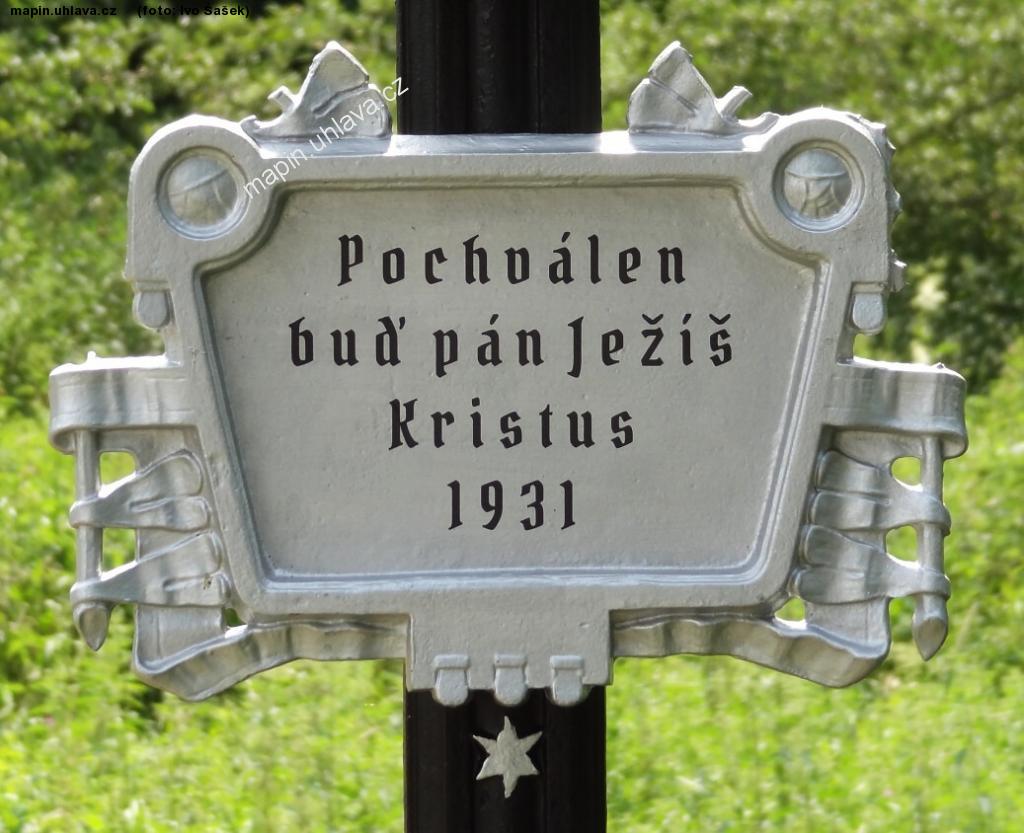 mapin.uhlava.cz (foto: Ivo Sašek)
mapin.uhlava.cz
Pochválen
buď pán Ježíš
Kristus
1931